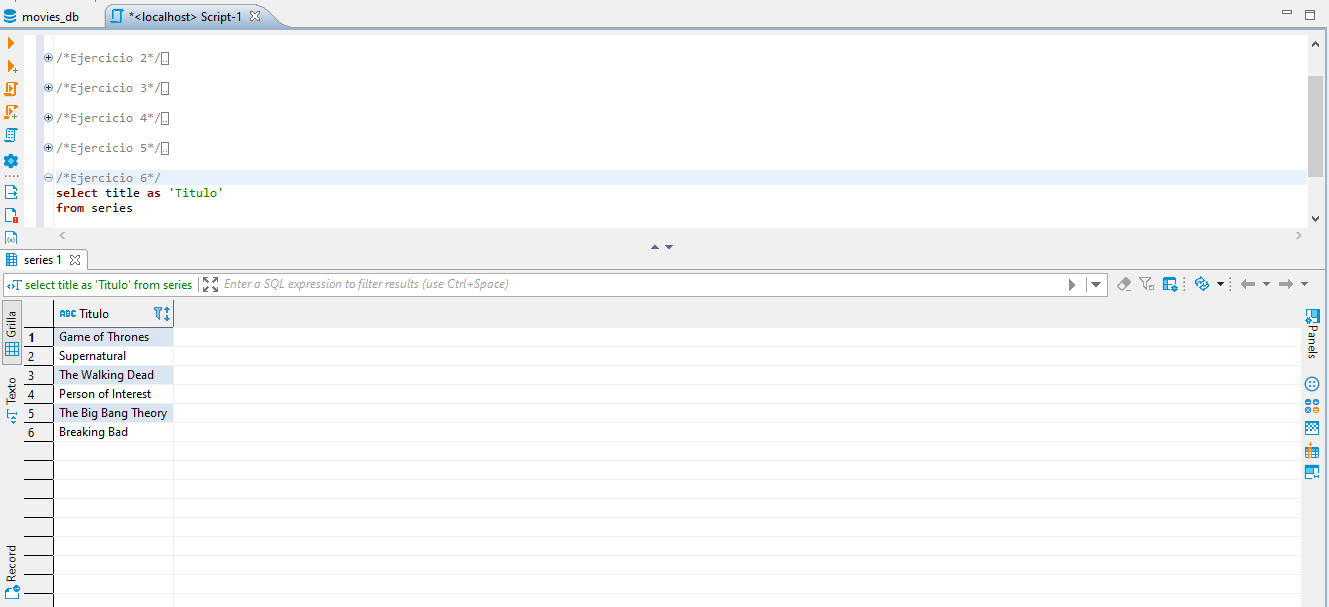 movies_db
*<localhost> Script-1
/*Ejercicio 2*/
/*Ejercicio 3*/
/*Ejercicio 4*/
/*Ejercicio 5*/
/*Ejercicio 6*/
select title as 'Titulo'
from series
series 1
select title as 'Titulo' from series
Enter a SQL expression to filter results (use Ctrl+Space)
Grilla
Texto
Record
ABC Titulo
1 Game of Thrones
2 Supernatural
3 The Walking Dead
4 Person of Interest
5 The Big Bang Theory
6 Breaking Bad
Panels